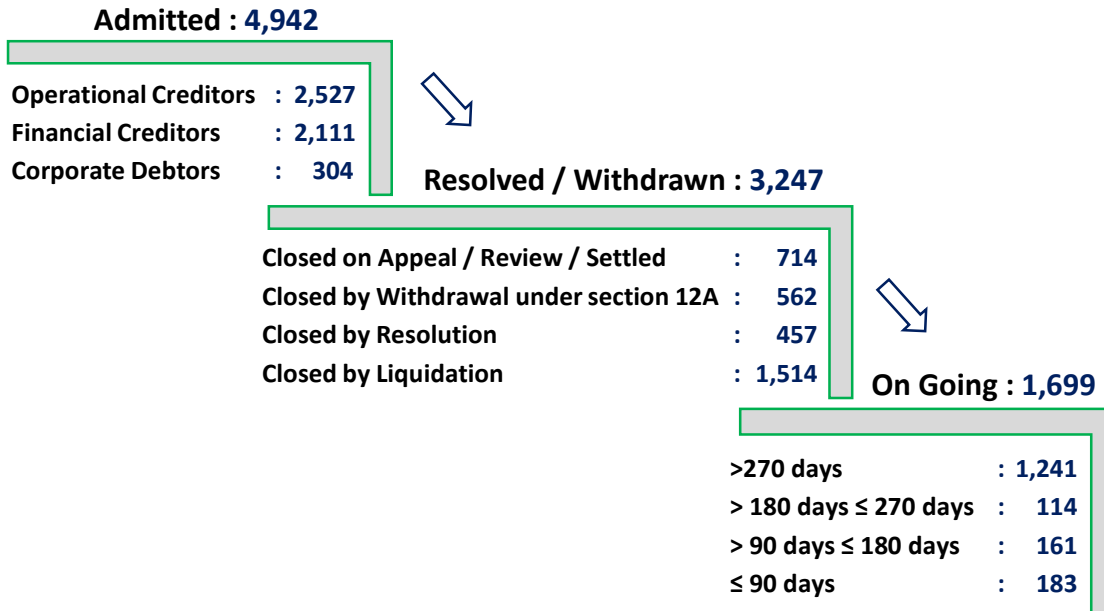 Admitted : 4,942
Operational Creditors : 2,527
Financial Creditors : 2,111
Corporate Debtors : 304
Resolved / Withdrawn : 3,247
Closed on Appeal / Review / Settled : 714
Closed by Withdrawal under section 12A : 562
Closed by Resolution : 457
Closed by Liquidation : 1,514
On Going : 1,699
>270 days : 1,241
> 180 days ≤ 270 days : 114
> 90 days ≤ 180 days : 161
≤ 90 days : 183